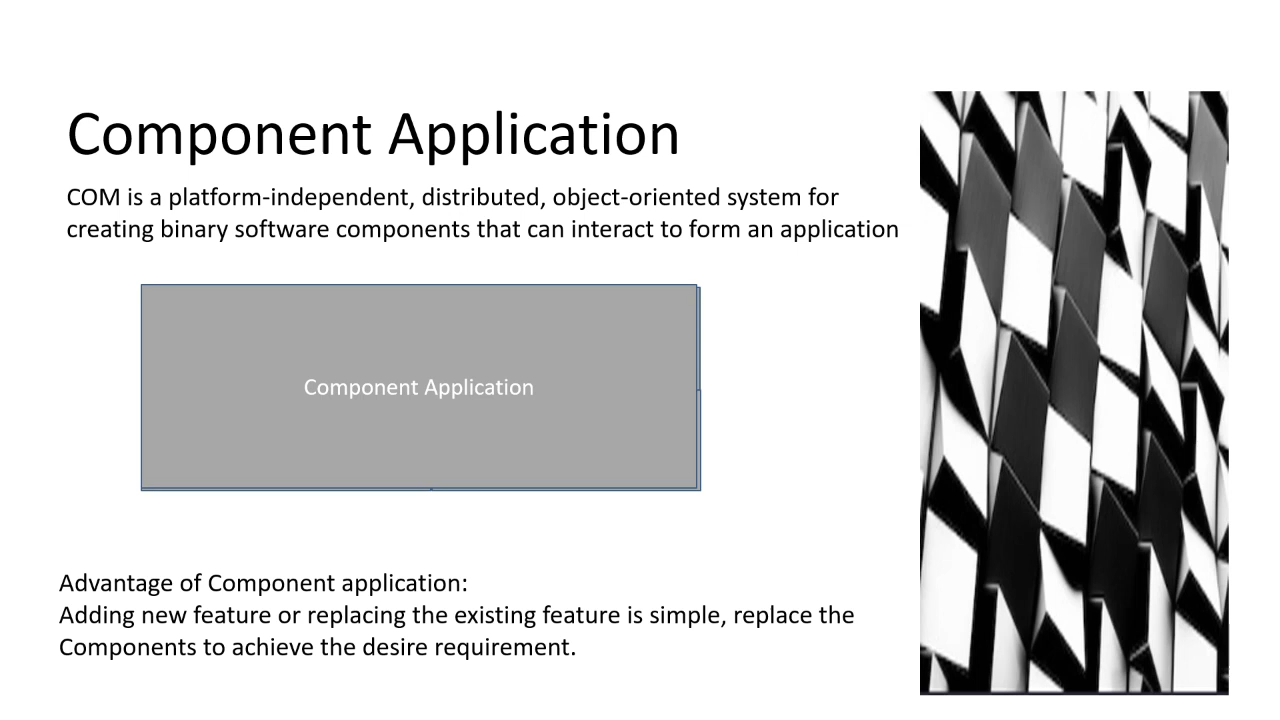 Component Application
COM is a platform-independent, distributed, object-oriented system for
creating binary software components that can interact to form an application
Component Application
Advantage of Component application:
Adding new feature or replacing the existing feature is simple, replace the
Components to achieve the desire requirement.